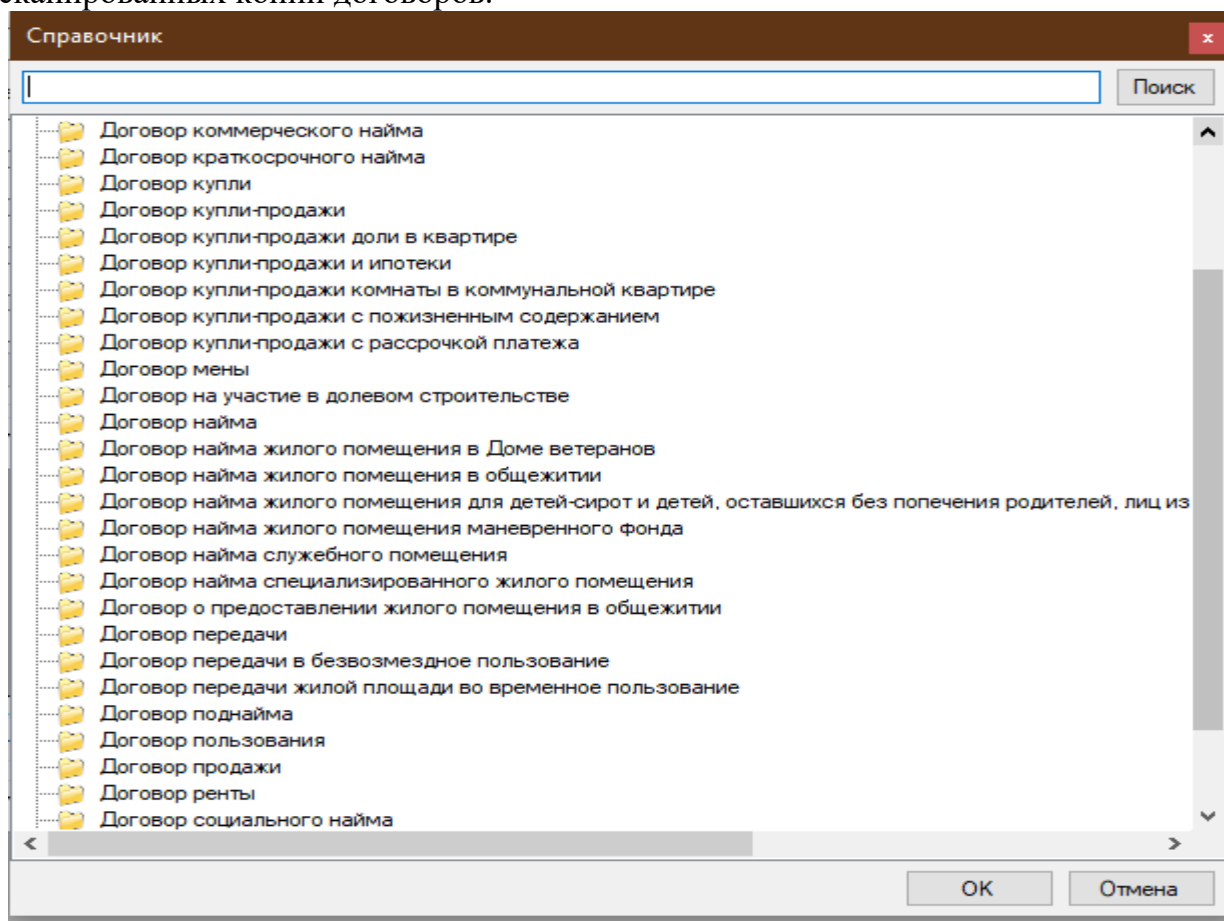 сканированных копий договоров.
Справочник
x
Поиск
Договор коммерческого найма
Договор краткосрочного найма
Договор купли
Договор купли-продажи
Договор купли-продажи доли в квартире
Договор купли-продажи и ипотеки
Договор купли-продажи комнаты в коммунальной квартире
Договор купли-продажи с пожизненным содержанием
Договор купли-продажи с рассрочкой платежа
Договор мены
Договор на участие в долевом строительстве
Договор найма
Договор найма жилого помещения в Доме ветеранов
Договор найма жилого помещения в общежитии
Договор найма жилого помещения для детей-сирот и детей, оставшихся без попечения родителей, лиц из
Договор найма жилого помещения маневренного фонда
Договор найма служебного помещения
Договор найма специализированного жилого помещения
Договор о предоставлении жилого помещения в общежитии
Договор передачи
Договор передачи в безвозмездное пользование
Договор передачи жилой площади во временное пользование
Договор поднайма
Договор пользования
Договор продажи
Договор ренты
Договор социального найма
OK
Отмена